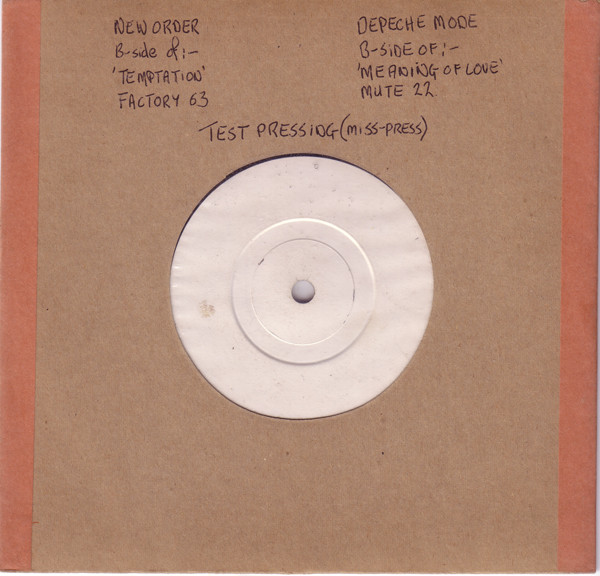 NEW ORDER
B-side of:-
'TEMPTATION'
FACTORY 63
DEPECHE MODE
B-SIDE OF:-
'MEANING OF LOVE'
MUTE 22.
TEST PRESSING (MISS-PRESS)